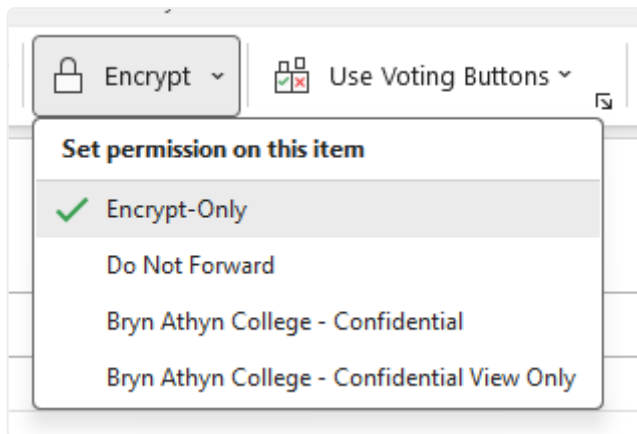 Encrypt
Use Voting Buttons
Set permission on this item
Encrypt-Only
Do Not Forward
Bryn Athyn College - Confidential
Bryn Athyn College - Confidential View Only